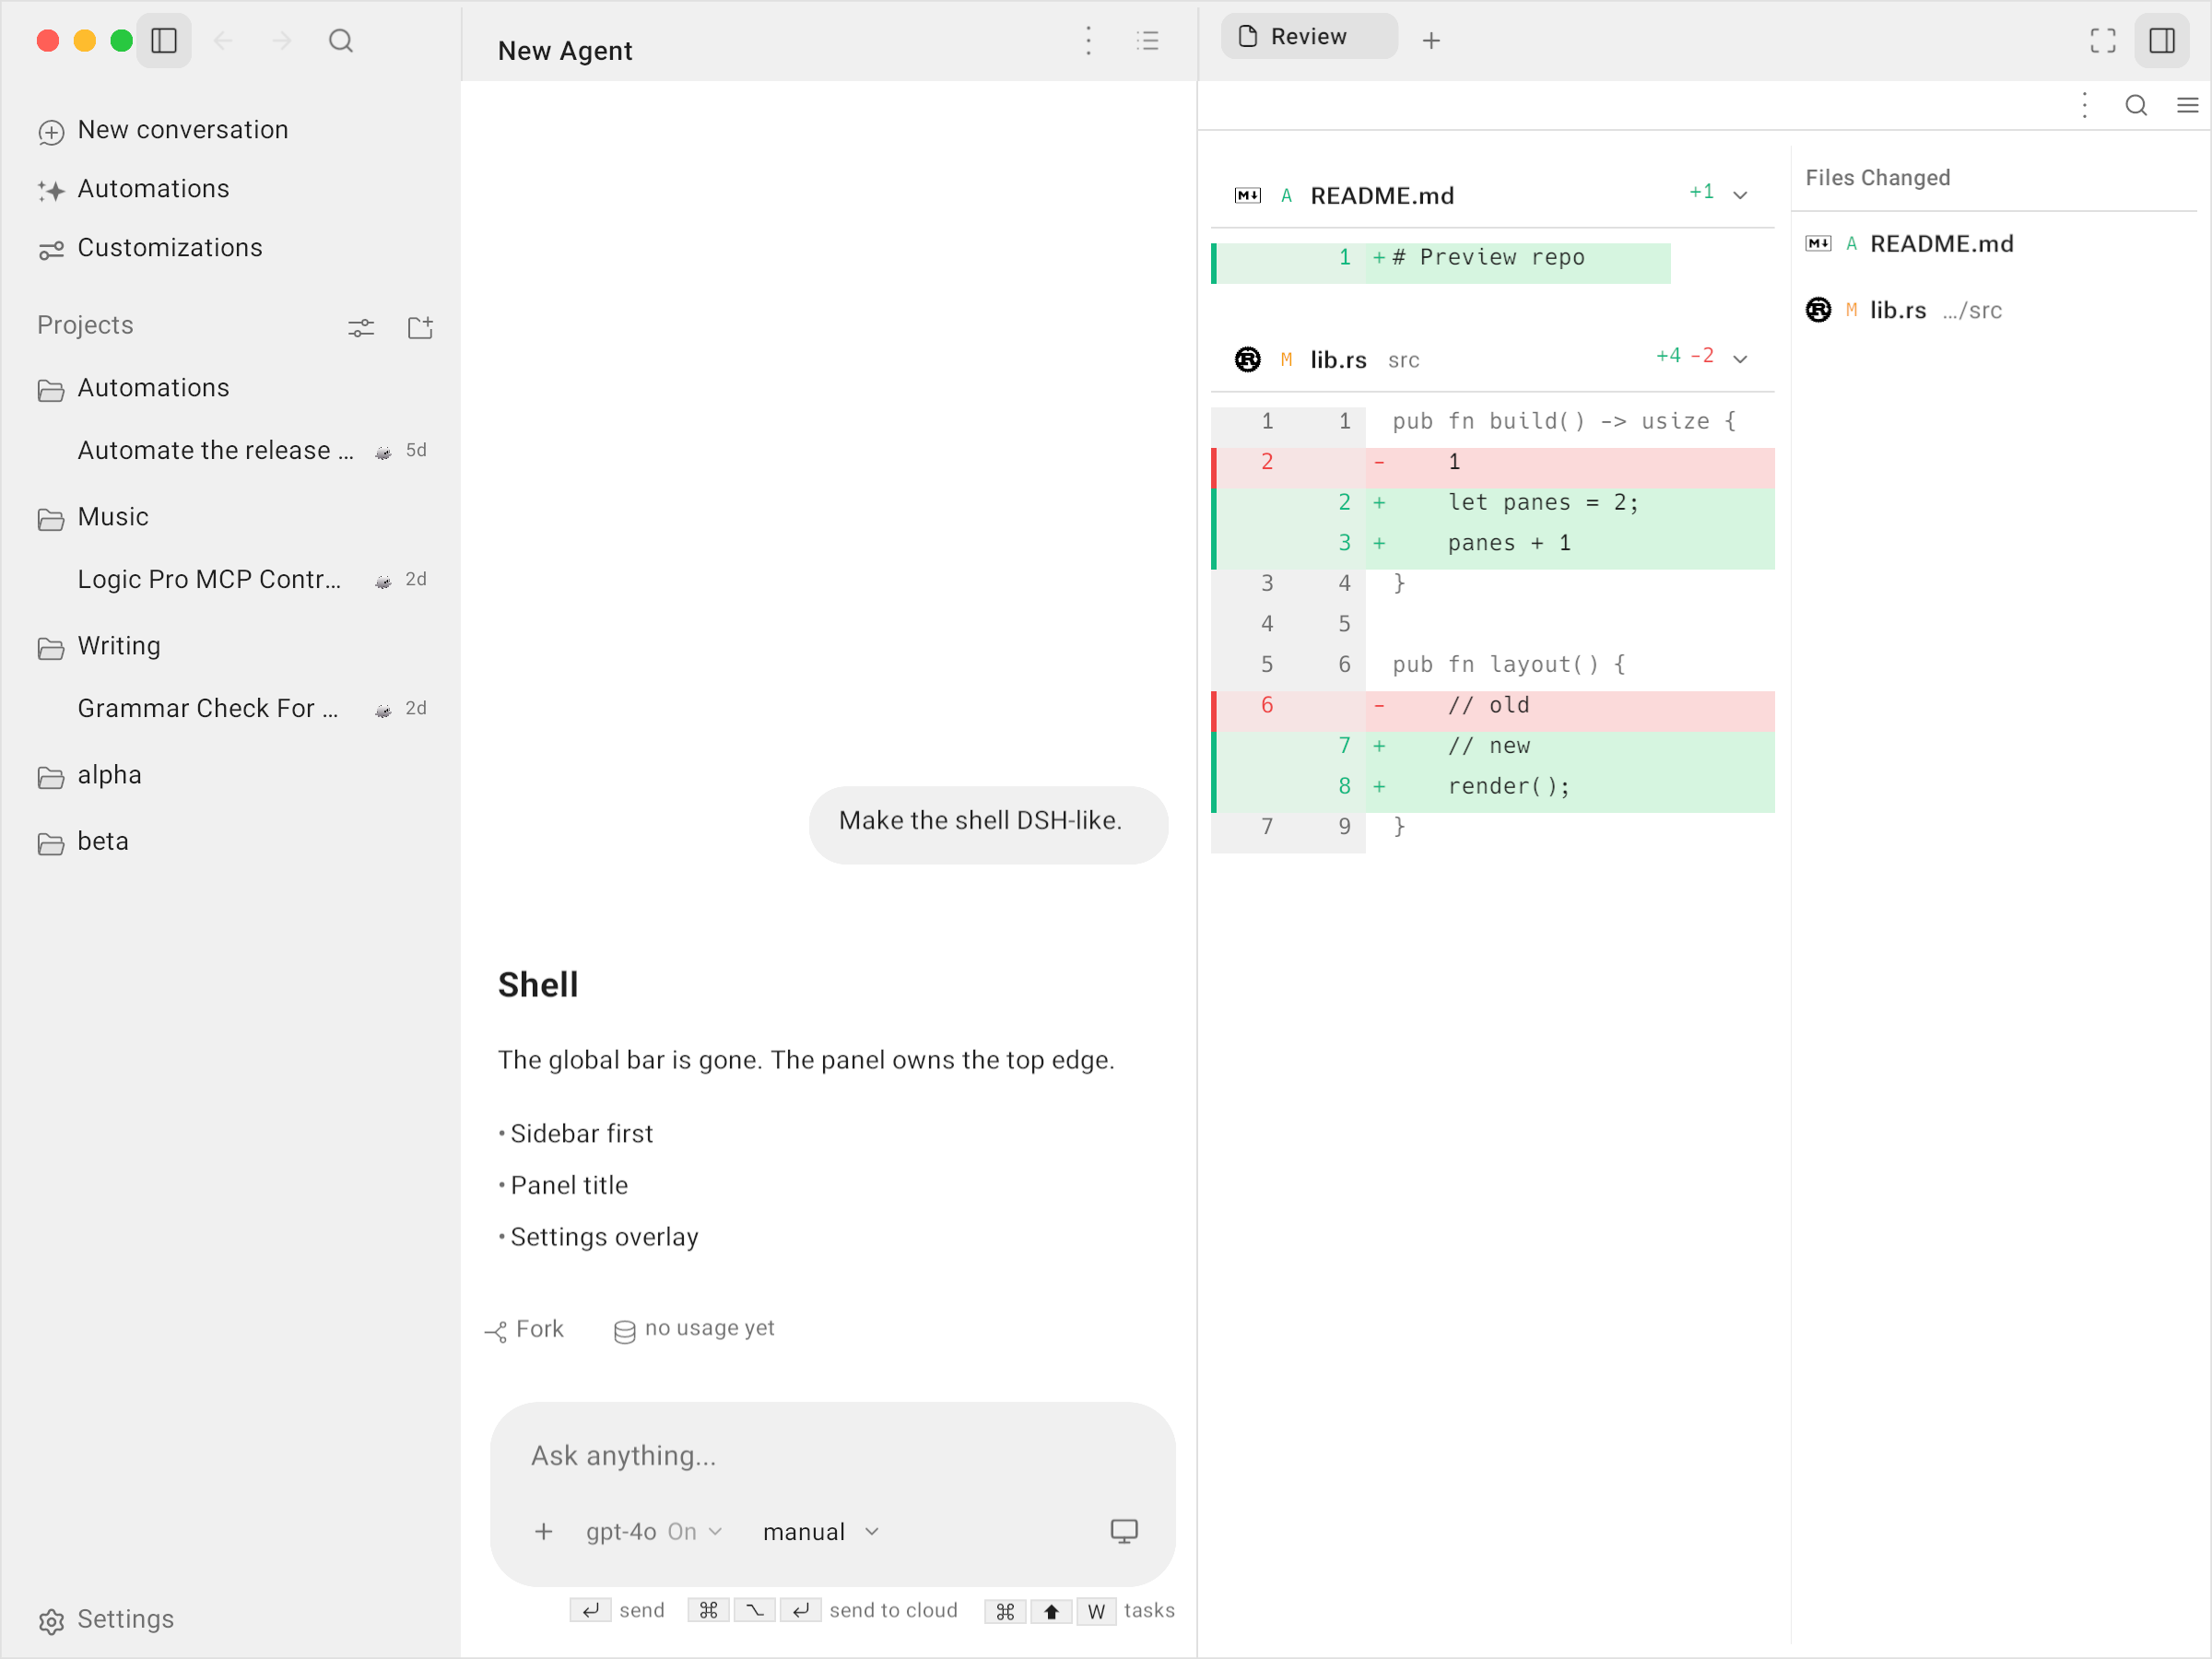 New conversation
Automations
Customizations
Projects
Automations
Automate the release ... 5d
Music
Logic Pro MCP Contr... 2d
Writing
Grammar Check For ... 2d
alpha
beta
Settings
New Agent
Make the shell DSH-like.
Shell
The global bar is gone. The panel owns the top edge.
• Sidebar first
• Panel title
• Settings overlay
Fork no usage yet
Ask anything...
+ gpt-4o On manual
send ⌘ ⌥ send to cloud ⌘ W tasks
Review +
M↓ A README.md +1
1 + # Preview repo
R M lib.rs src +4 -2
1 1 pub fn build() -> usize {
2 - 1
2 + let panes = 2;
3 + panes + 1
3 4 }
4 5
5 6 pub fn layout() {
6 - // old
7 + // new
8 + render();
7 9 }
Files Changed
M↓ A README.md
R M lib.rs .../src